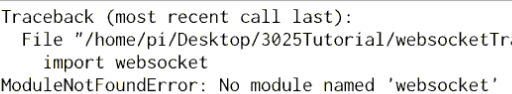 Traceback (most recent call last):
File "/home/pi/Desktop/3025Tutorial/websocketTra
import websocket
ModuleNotFoundError: No module named 'websocket'